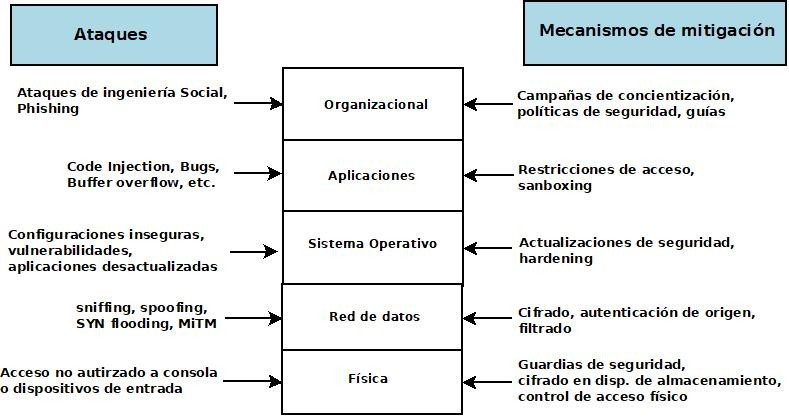 Ataques
Mecanismos de mitigación
Ataques de ingeniería Social,
Phishing
Organizacional
Campañas de concientización,
políticas de seguridad, guías
Code Injection, Bugs,
Buffer overflow, etc.
Aplicaciones
Restricciones de acceso,
sanboxing
Configuraciones inseguras,
vulnerabilidades,
aplicaciones desactualizadas
Sistema Operativo
Actualizaciones de seguridad,
hardening
sniffing, spoofing,
SYN flooding, MiTM
Red de datos
Cifrado, autenticación de origen,
filtrado
Acceso no autirzado a consola
o dispositivos de entrada
Física
Guardias de seguridad,
cifrado en disp. de almacenamiento,
control de acceso físico